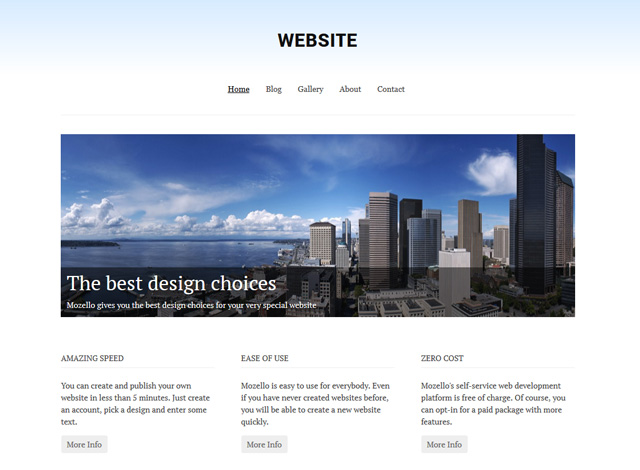 WEBSITE
Home Blog Gallery About Contact
The best design choices
Mozello gives you the best design choices for your very special website
AMAZING SPEED
You can create and publish your own
website in less than 5 minutes. Just create
an account, pick a design and enter some
text.
More Info
EASE OF USE
Mozello is easy to use for everybody. Even
if you have never created websites before,
you will be able to create a new website
quickly.
More Info
ZERO COST
Mozello's self-service web development
platform is free of charge. Of course, you
can opt-in for a paid package with more
features.
More Info